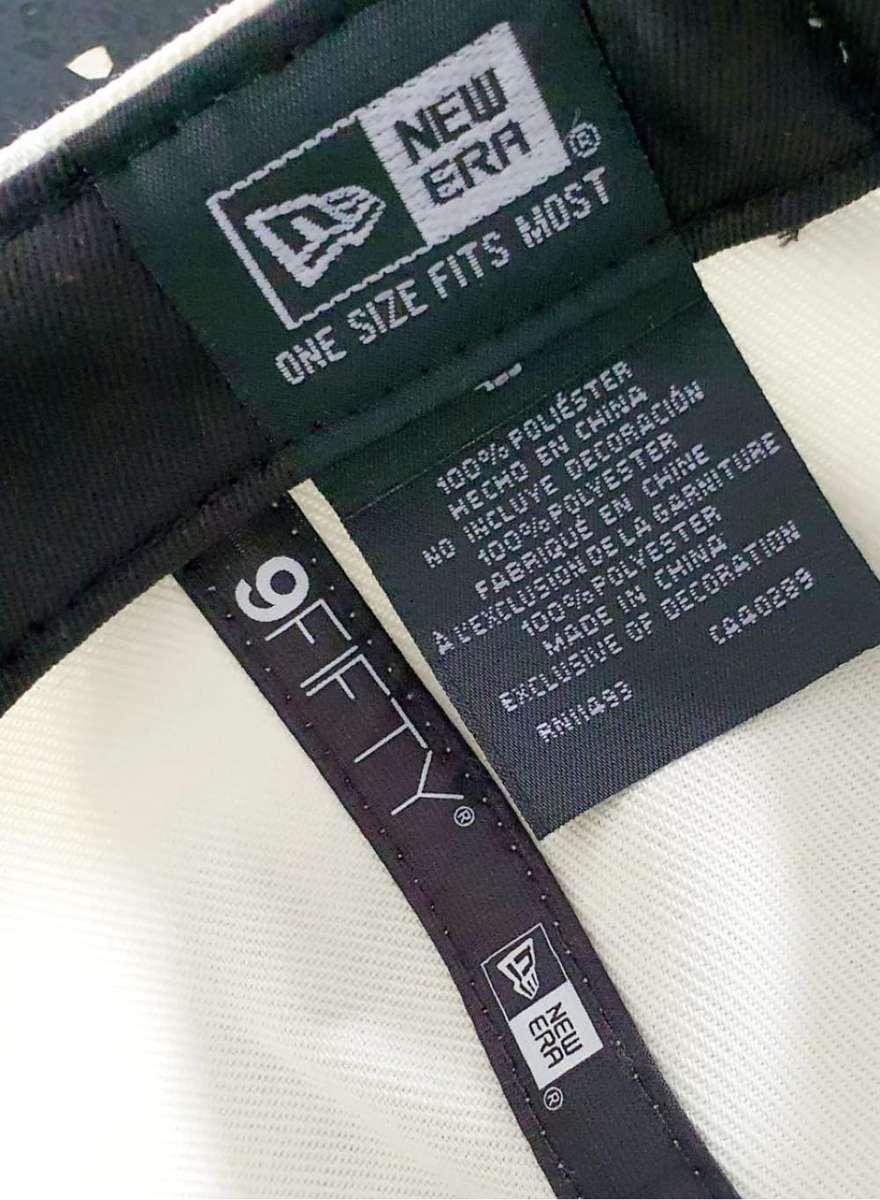 NEW
ERA
®
ONE SIZE FITS MOST
100% POLIÉSTER
HECHO EN CHINA
NO INCLUYE DECORACIÓN
100% POLYESTER
FABRIQUÉ EN CHINE
À L'EXCLUSION DE LA GARNITURE
100% POLYESTER
MADE IN CHINA
EXCLUSIVE OF DECORATION
CA40289
RN11493
9FIFTY®
NEW
ERA
®